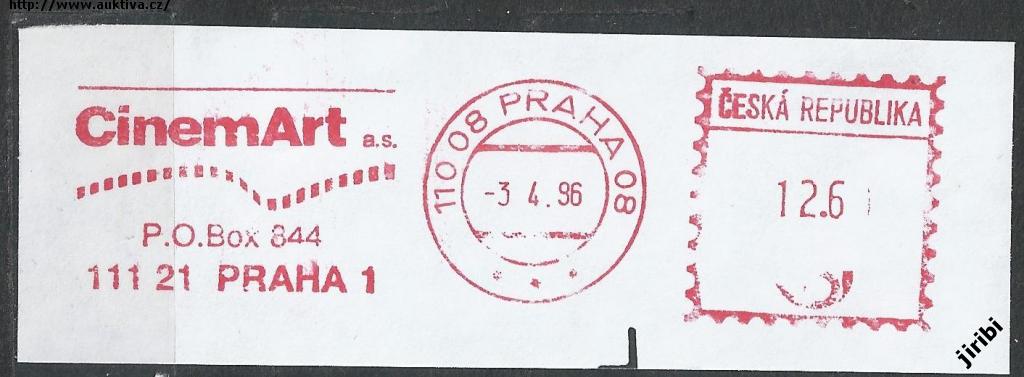 http://www.auktiva.cz/
CinemArt a.s.
P.O.Box 344
111 21 PRAHA 1
110 08 PRAHA 08
-3 4.96
ČESKÁ REPUBLIKA
12.6
jiribi